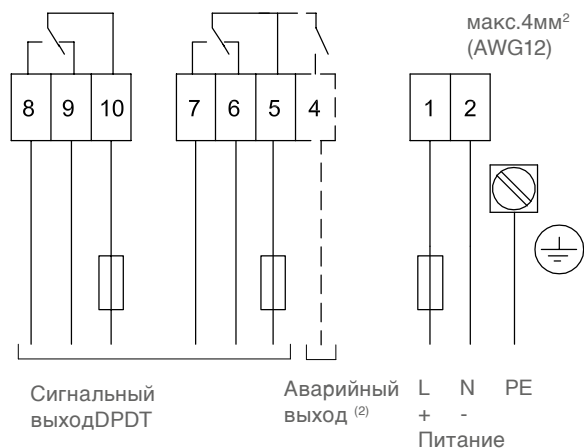 макс.4мм²
(AWG12)
8 9 10 7 6 5 4 1 2
Сигнальный
выходDPDT
Аварийный
выход (2)
L N PE
+ -
Питание